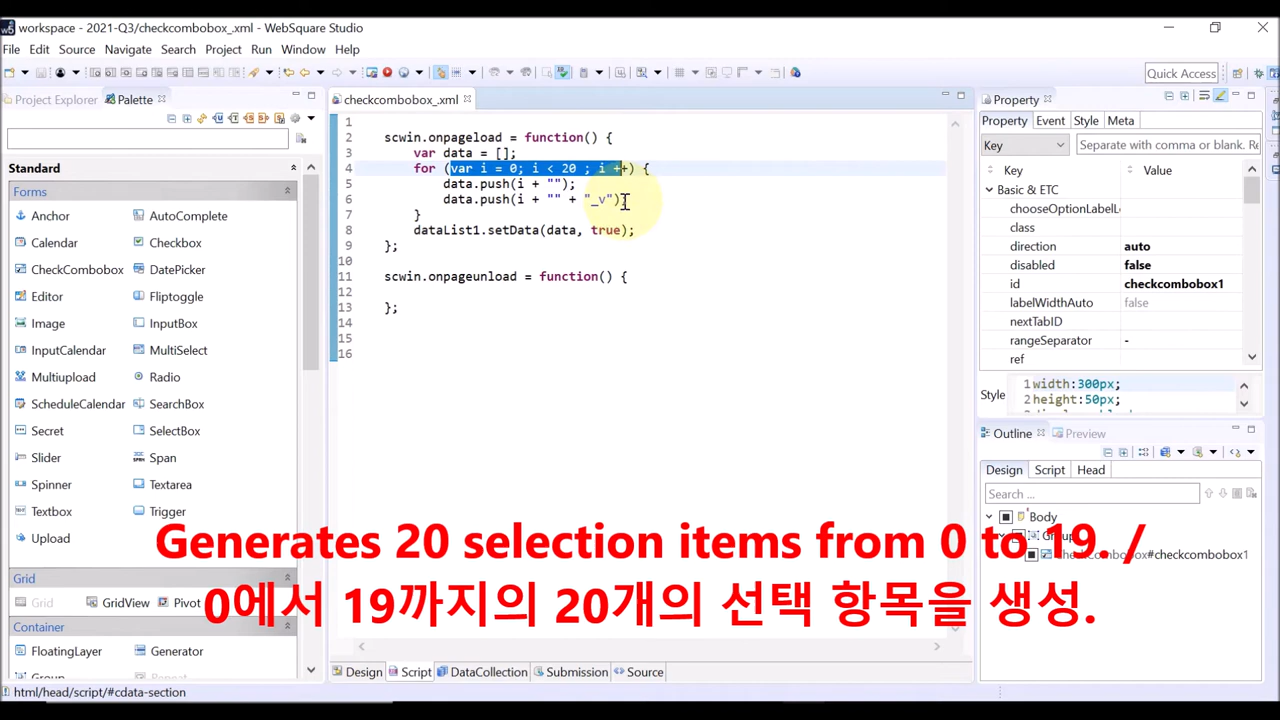 workspace - 2021-Q3/checkcombobox_.xml - WebSquare Studio
File Edit Source Navigate Search Project Run Window Help
Quick Access
Project Explorer Palette
checkcombobox_.xml
Property
Standard
Forms
Anchor AutoComplete
Calendar Checkbox
CheckCombobox DatePicker
Editor Fliptoggle
Image InputBox
InputCalendar MultiSelect
Multiupload Radio
ScheduleCalendar SearchBox
Secret SelectBox
Slider Span
Spinner Textarea
Textbox Trigger
Upload
Grid
Grid GridView Pivot
Container
FloatingLayer Generator
Group Repeat
1
2 scwin.onpageload = function() {
3 var data = [];
4 for (var i = 0; i < 20 ; i ++) {
5 data.push(i + "");
6 data.push(i + "" + "_v");
7 }
8 dataList1.setData(data, true);
9 };
10
11 scwin.onpageunload = function() {
12
13 };
14
15
16
Property Event Style Meta
Key Separate with comma. ex) key
Key Value
Basic & ETC
chooseOptionLabelL
class
direction auto
disabled false
id checkcombobox1
labelWidthAuto false
nextTabID
rangeSeparator -
ref
Style 1 width:300px;
2 height:50px;
Outline Preview
Design Script Head
Search ...
Body
Group
CheckComboBox#checkcombobox1
Generates 20 selection items from 0 to 19. /
0에서 19까지의 20개의 선택 항목을 생성.
Design Script DataCollection Submission Source
html/head/script/#cdata-section